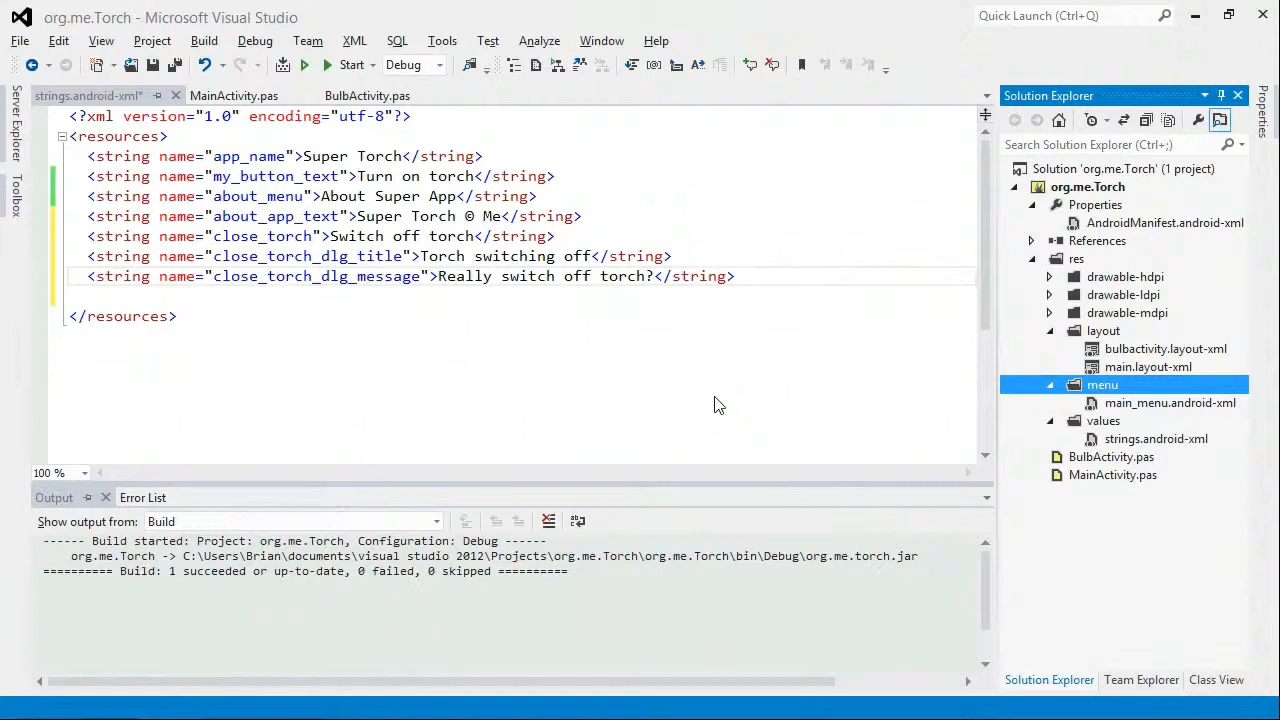 org.me.Torch - Microsoft Visual Studio
Quick Launch (Ctrl+Q)
File Edit View Project Build Debug Team XML SQL Tools Test Analyze Window Help
Start Debug
Server Explorer
Toolbox
strings.android-xml* MainActivity.pas BulbActivity.pas
<?xml version="1.0" encoding="utf-8"?>
<resources>
<string name="app_name">Super Torch</string>
<string name="my_button_text">Turn on torch</string>
<string name="about_menu">About Super App</string>
<string name="about_app_text">Super Torch © Me</string>
<string name="close_torch">Switch off torch</string>
<string name="close_torch_dlg_title">Torch switching off</string>
<string name="close_torch_dlg_message">Really switch off torch?</string>
</resources>
100 %
Output Error List
Show output from: Build
------ Build started: Project: org.me.Torch, Configuration: Debug ------
org.me.Torch -> C:\Users\Brian\documents\visual studio 2012\Projects\org.me.Torch\org.me.Torch\bin\Debug\org.me.torch.jar
========== Build: 1 succeeded or up-to-date, 0 failed, 0 skipped ==========
Solution Explorer
Search Solution Explorer (Ctrl+;)
Solution 'org.me.Torch' (1 project)
org.me.Torch
Properties
AndroidManifest.android-xml
References
res
drawable-hdpi
drawable-ldpi
drawable-mdpi
layout
bulbactivity.layout-xml
main.layout-xml
menu
main_menu.android-xml
values
strings.android-xml
BulbActivity.pas
MainActivity.pas
Solution Explorer Team Explorer Class View
Properties